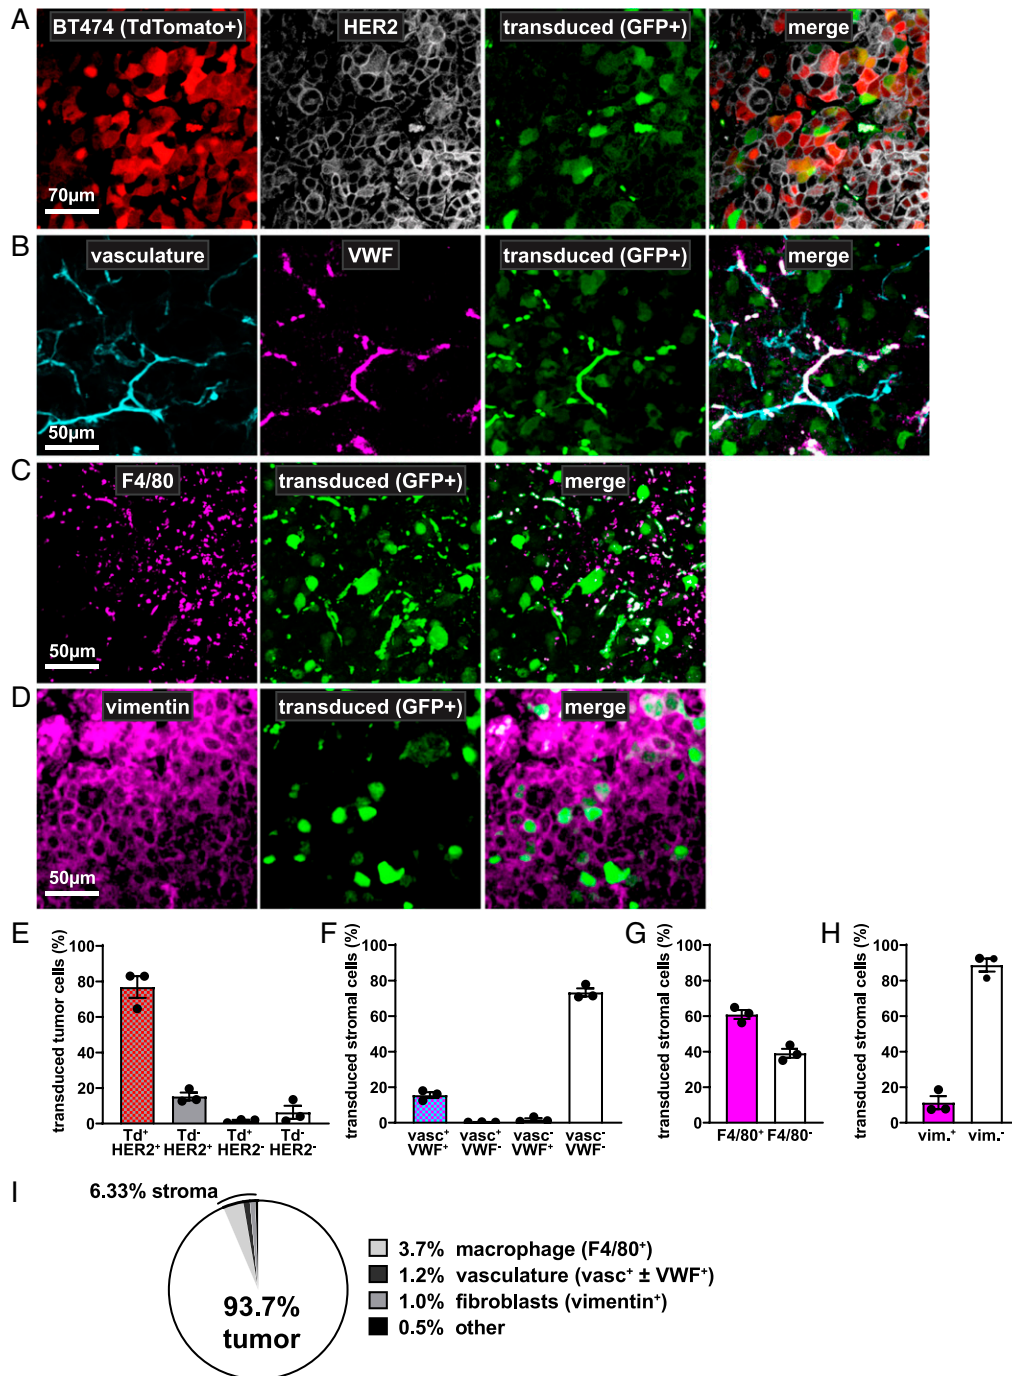 A
BT474 (TdTomato+)
HER2
transduced (GFP+)
merge
70µm
B
vasculature
VWF
transduced (GFP+)
merge
50µm
C
F4/80
transduced (GFP+)
merge
50µm
D
vimentin
transduced (GFP+)
merge
50µm
E
transduced tumor cells (%)
100
80
60
40
20
0
Td⁺ HER2⁺
Td⁻ HER2⁺
Td⁺ HER2⁻
Td⁻ HER2⁻
F
transduced stromal cells (%)
100
80
60
40
20
0
vasc⁺ VWF⁺
vasc⁺ VWF⁻
vasc⁻ VWF⁺
vasc⁻ VWF⁻
G
transduced stromal cells (%)
100
80
60
40
20
0
F4/80⁺
F4/80⁻
H
transduced stromal cells (%)
100
80
60
40
20
0
vim.⁺
vim.⁻
I
6.33% stroma
93.7%
tumor
3.7% macrophage (F4/80⁺)
1.2% vasculature (vasc⁺ ± VWF⁺)
1.0% fibroblasts (vimentin⁺)
0.5% other